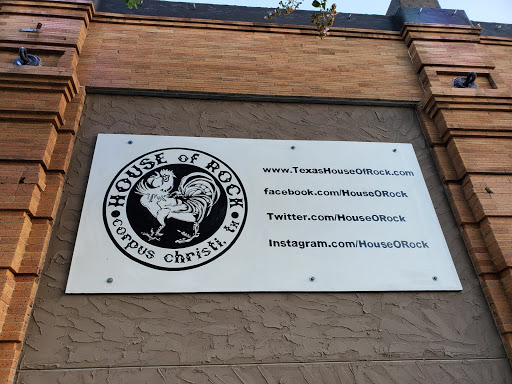 HOUSE of ROCK
corpus christi, tx
www.TexasHouseOfRock.com
facebook.com/HouseORock
Twitter.com/HouseORock
Instagram.com/HouseORock